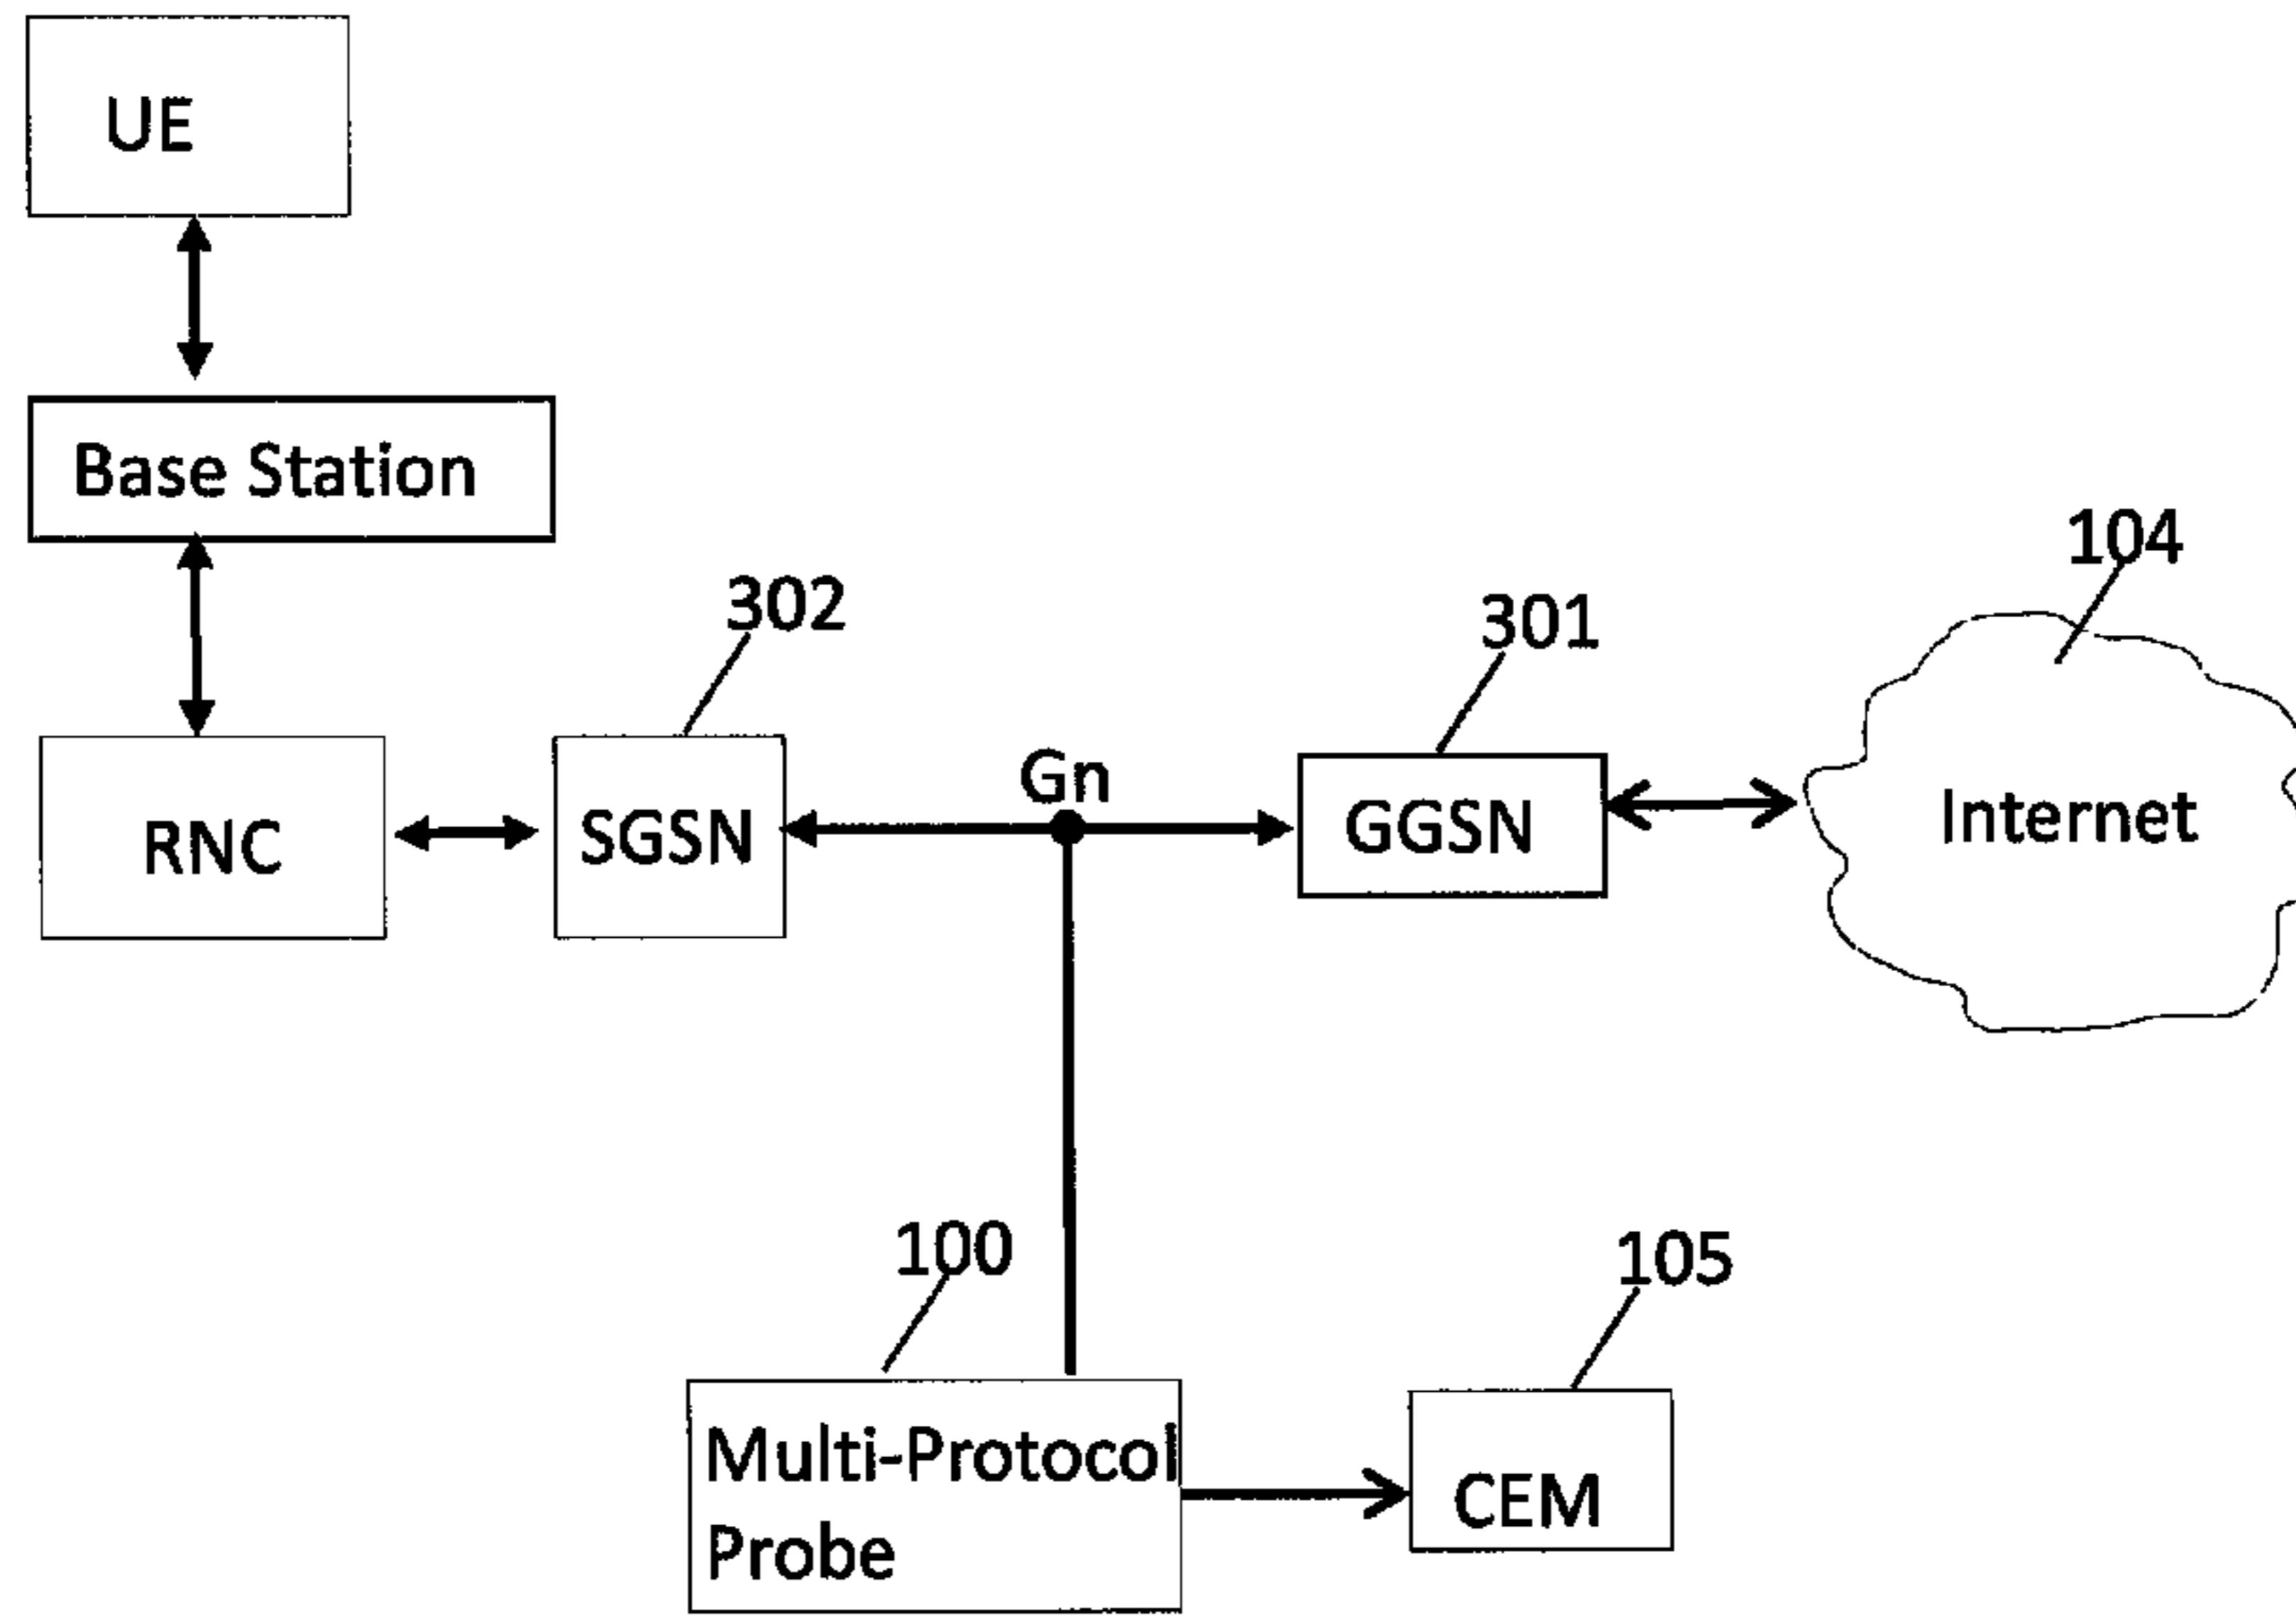 UE
Base Station
104
302
301
Gn
RNC
SGSN
GGSN
Internet
100
105
Multi-Protocol
Probe
CEM